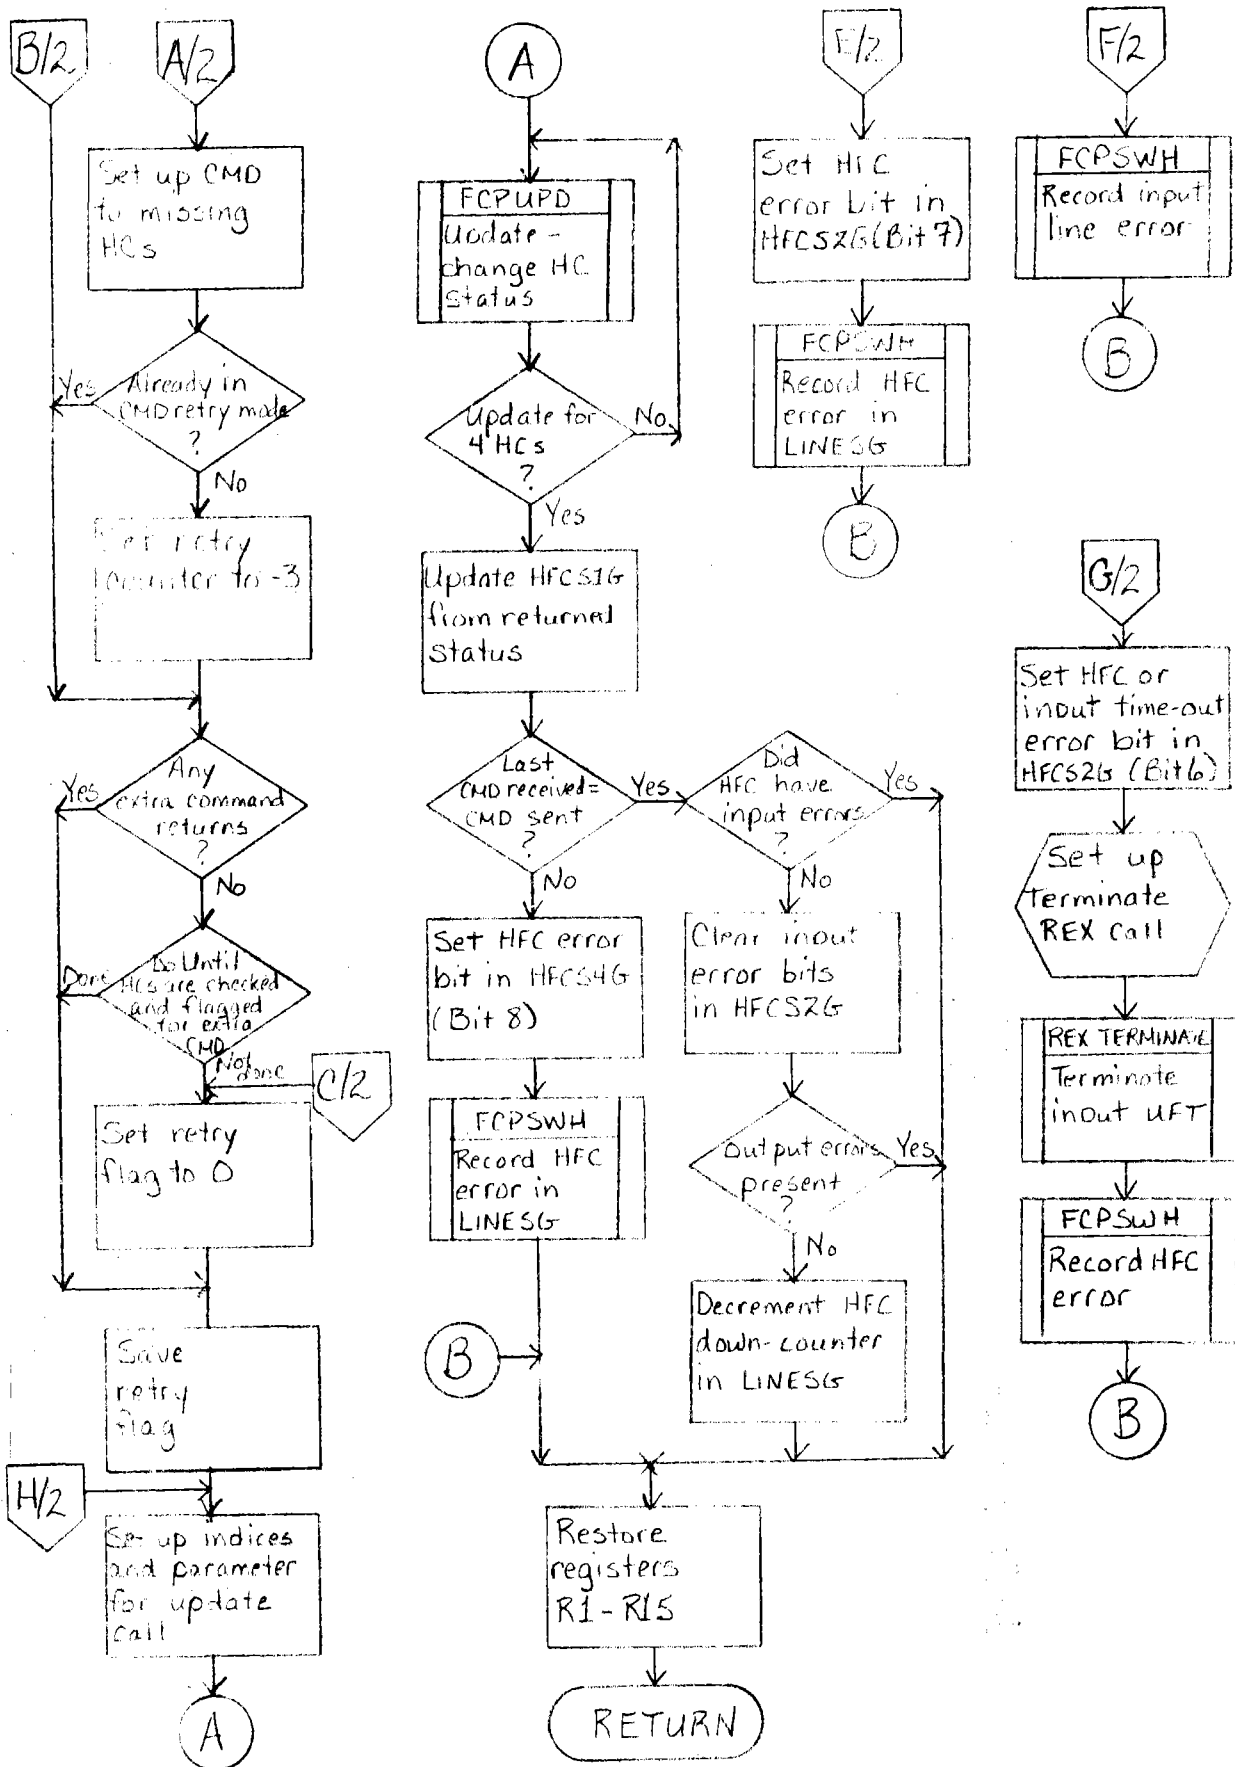 B/2
A/2
Set up CMD
to missing
HCs
Already in
CMD retry mode
?
Yes
No
Set retry
counter to -3
Any
extra command
returns
?
Yes
No
Do Until
HCs are checked
and flagged
for extra
CMD
Done
Not
done
C/2
Set retry
flag to 0
Save
retry
flag
H/2
Set up indices
and parameter
for update
call
A
A
FCPUPD
Update-
change HC
status
Update for
4 HCs
?
No
Yes
Update HFCS1G
from returned
status
Last
CMD received=
CMD sent
?
Yes
No
Set HFC error
bit in HFCS4G
(Bit 8)
FCPSWH
Record HFC
error in
LINESG
B
Did
HFC have
input errors
?
Yes
No
Clear input
error bits
in HFCS2G
Output errors
present
?
Yes
No
Decrement HFC
down-counter
in LINESG
Restore
registers
R1-R15
RETURN
E/2
Set HFC
error bit in
HFCS2G (Bit 7)
FCPSWH
Record HFC
error in
LINESG
B
F/2
FCPSWH
Record input
line error
B
G/2
Set HFC or
input time-out
error bit in
HFCS2G (Bit 6)
Set up
Terminate
REX call
REX TERMINATE
Terminate
input UFT
FCPSWH
Record HFC
error
B